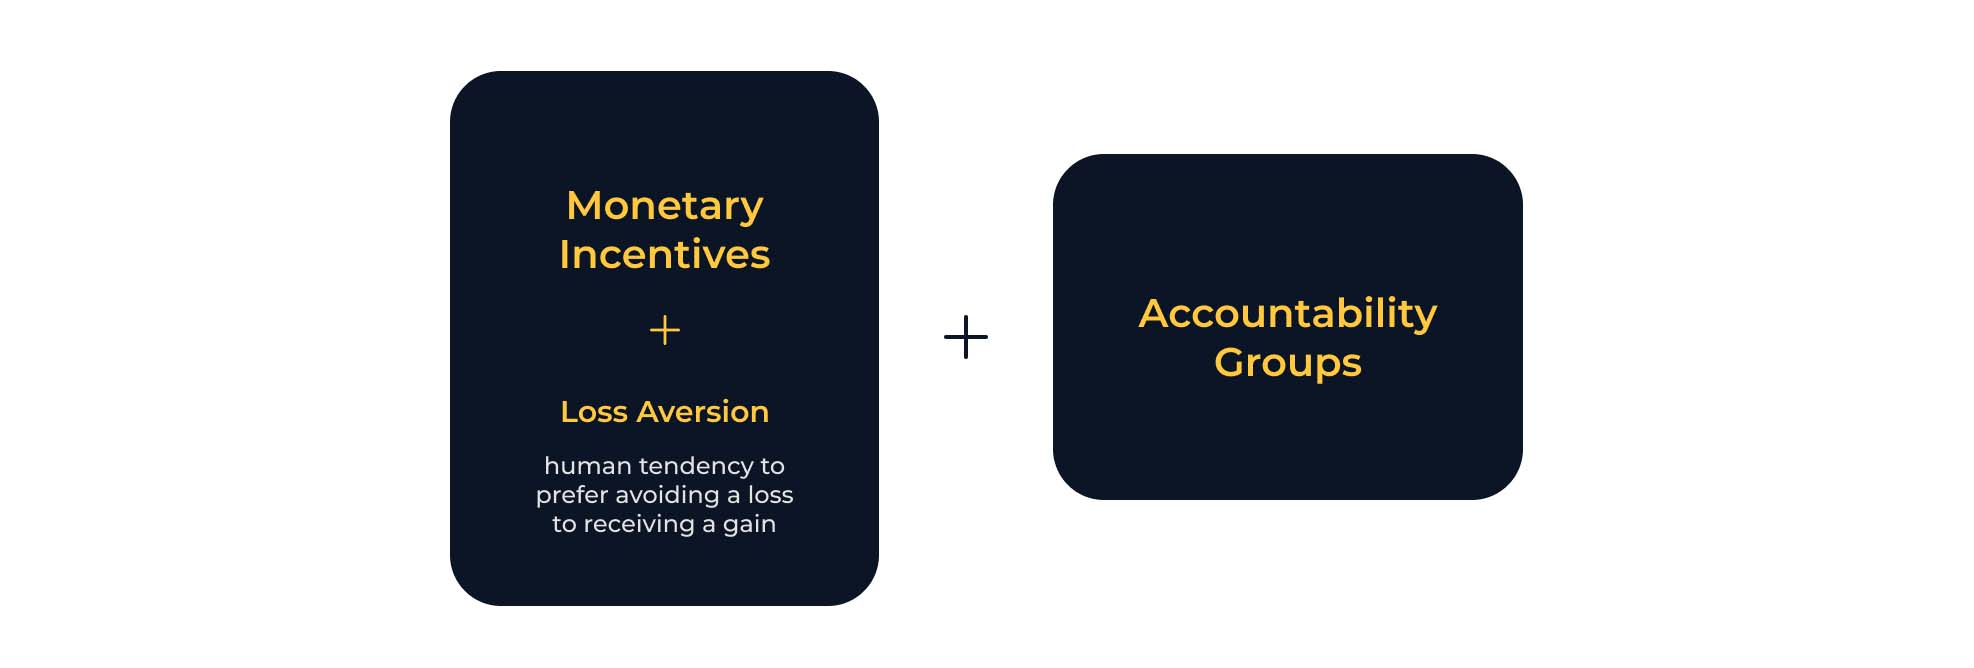 Monetary
Incentives
+
Loss Aversion
human tendency to
prefer avoiding a loss
to receiving a gain
+
Accountability
Groups